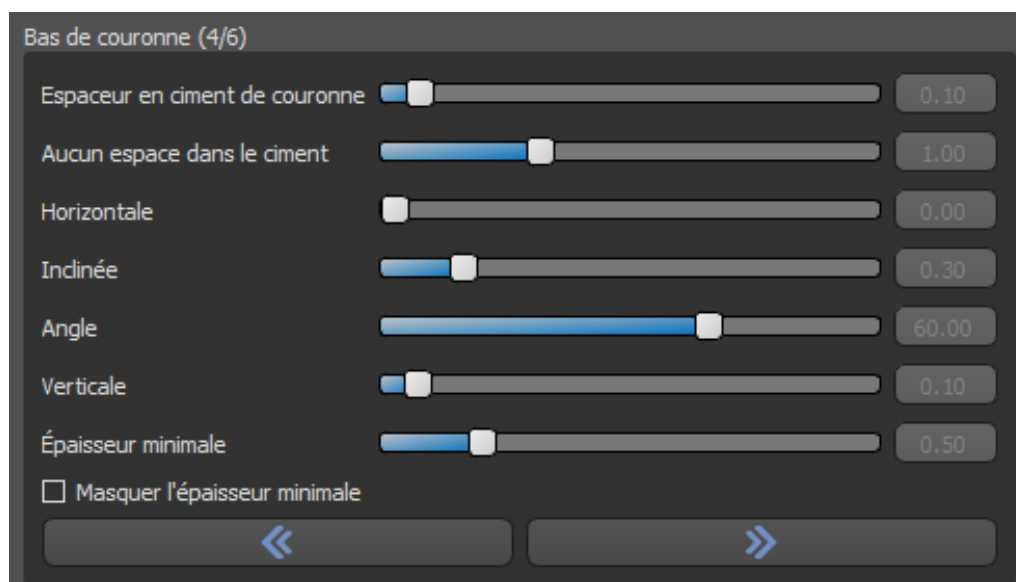 Bas de couronne (4/6)
Espaceur en ciment de couronne 0.10
Aucun espace dans le ciment 1.00
Horizontale 0.00
Inclinée 0.30
Angle 60.00
Verticale 0.10
Épaisseur minimale 0.50
Masquer l'épaisseur minimale